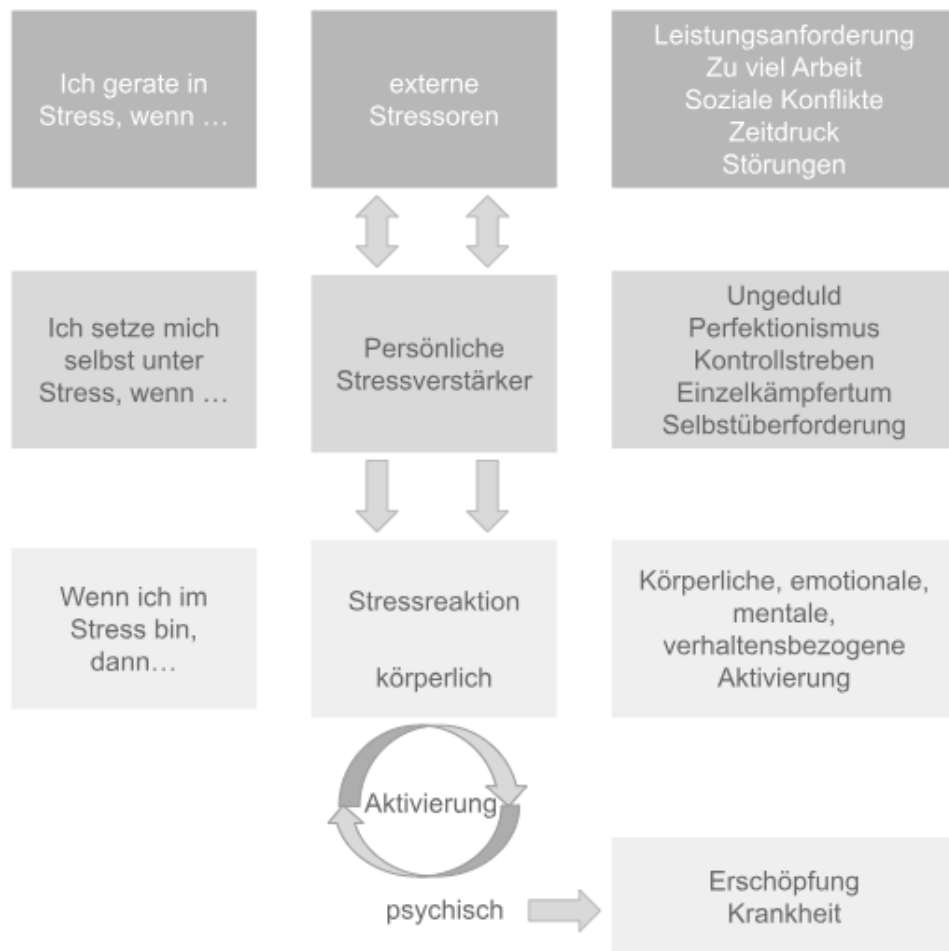 Ich gerate in
Stress, wenn …
externe
Stressoren
Leistungsanforderung
Zu viel Arbeit
Soziale Konflikte
Zeitdruck
Störungen
Ich setze mich
selbst unter
Stress, wenn …
Persönliche
Stressverstärker
Ungeduld
Perfektionismus
Kontrollstreben
Einzelkämpfertum
Selbstüberforderung
Wenn ich im
Stress bin,
dann…
Stressreaktion
körperlich
Körperliche, emotionale,
mentale,
verhaltensbezogene
Aktivierung
Aktivierung
psychisch
Erschöpfung
Krankheit